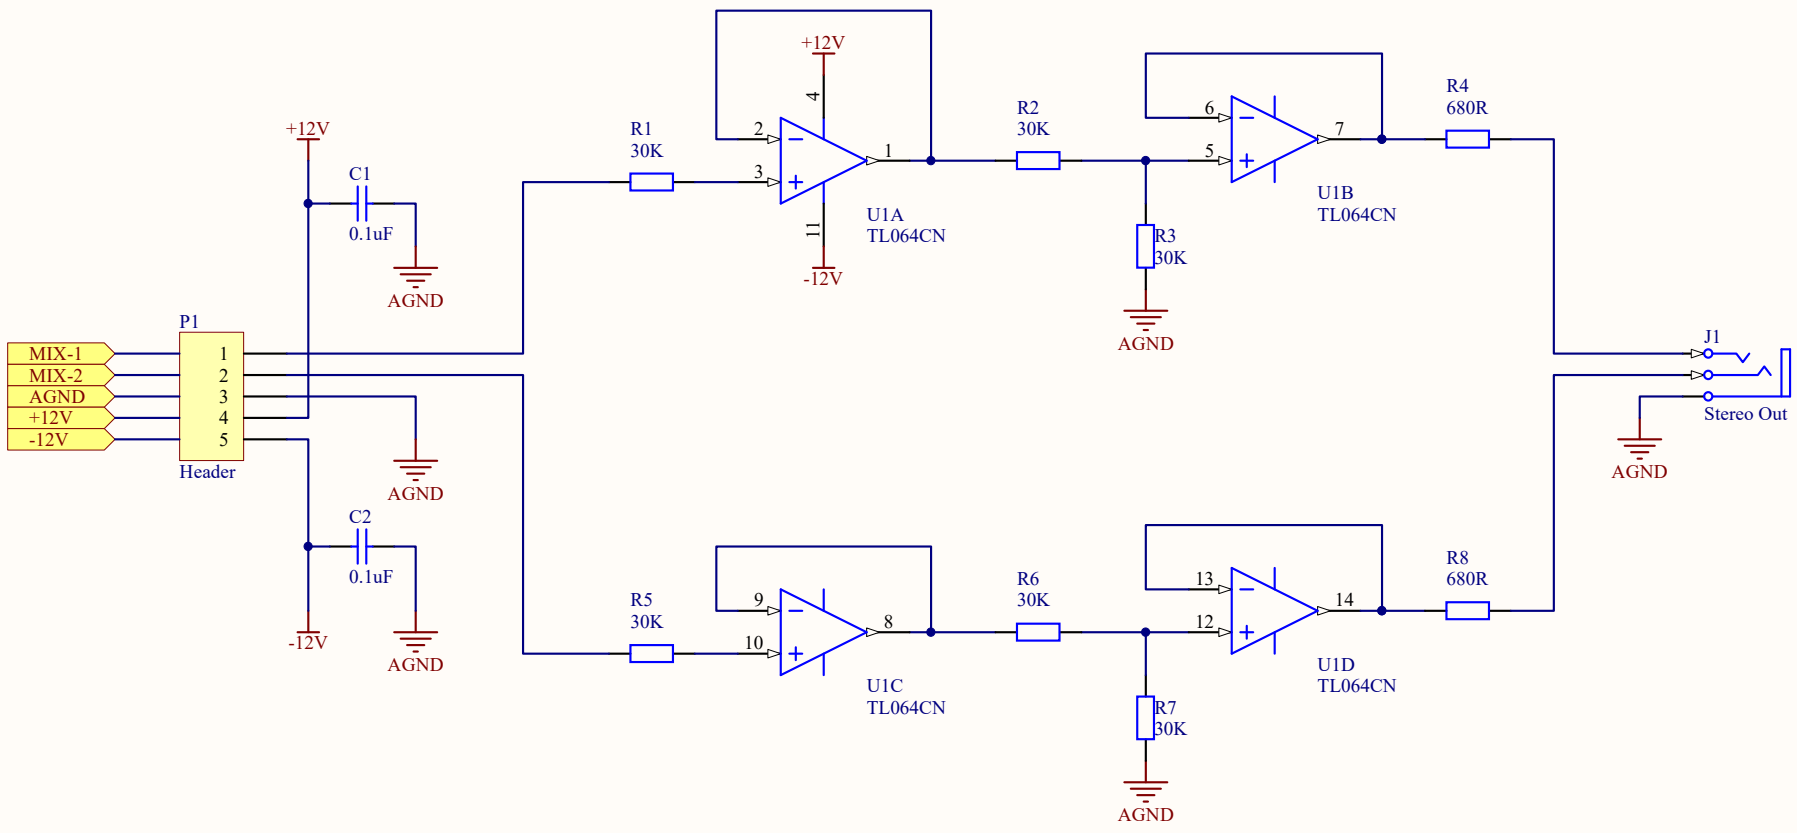 +12V
C1
0.1uF
AGND
P1
MIX-1
MIX-2
AGND
+12V
-12V
1
2
3
4
5
Header
AGND
C2
0.1uF
-12V
AGND
R1
30K
+12V
4
2
3
1
11
-12V
U1A
TL064CN
R2
30K
R3
30K
AGND
6
5
7
U1B
TL064CN
R4
680R
J1
Stereo Out
AGND
R5
30K
9
10
8
U1C
TL064CN
R6
30K
R7
30K
AGND
13
12
14
U1D
TL064CN
R8
680R